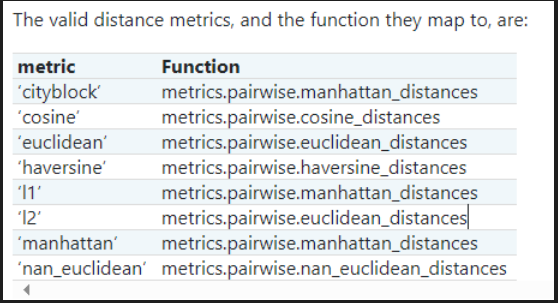 The valid distance metrics, and the function they map to, are:
metric Function
‘cityblock’ metrics.pairwise.manhattan_distances
‘cosine’ metrics.pairwise.cosine_distances
‘euclidean’ metrics.pairwise.euclidean_distances
‘haversine’ metrics.pairwise.haversine_distances
‘l1’ metrics.pairwise.manhattan_distances
‘l2’ metrics.pairwise.euclidean_distances
‘manhattan’ metrics.pairwise.manhattan_distances
‘nan_euclidean’ metrics.pairwise.nan_euclidean_distances